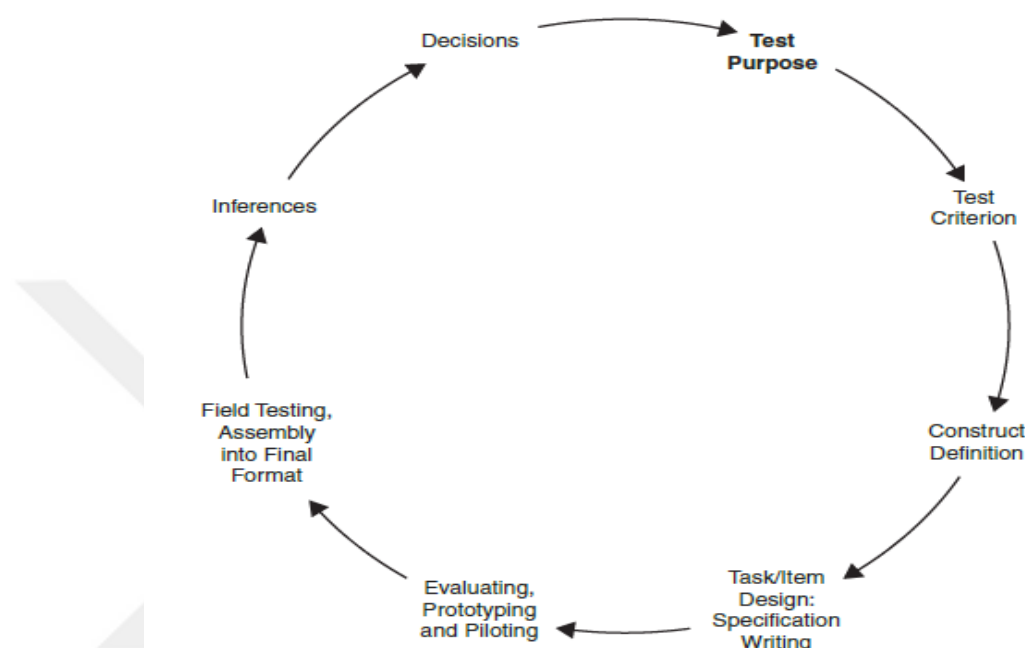 Decisions
Test
Purpose
Test
Criterion
Construct
Definition
Task/Item
Design:
Specification
Writing
Evaluating,
Prototyping
and Piloting
Field Testing,
Assembly
into Final
Format
Inferences